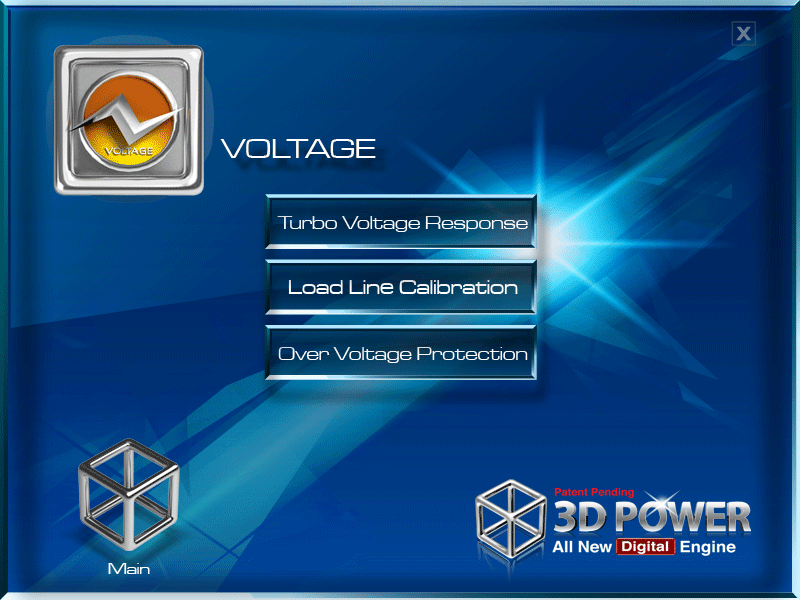 X
VOLTAGE
VOLTAGE
Turbo Voltage Response
Load Line Calibration
Over Voltage Protection
Main
Patent Pending
3D POWER
All New Digital Engine